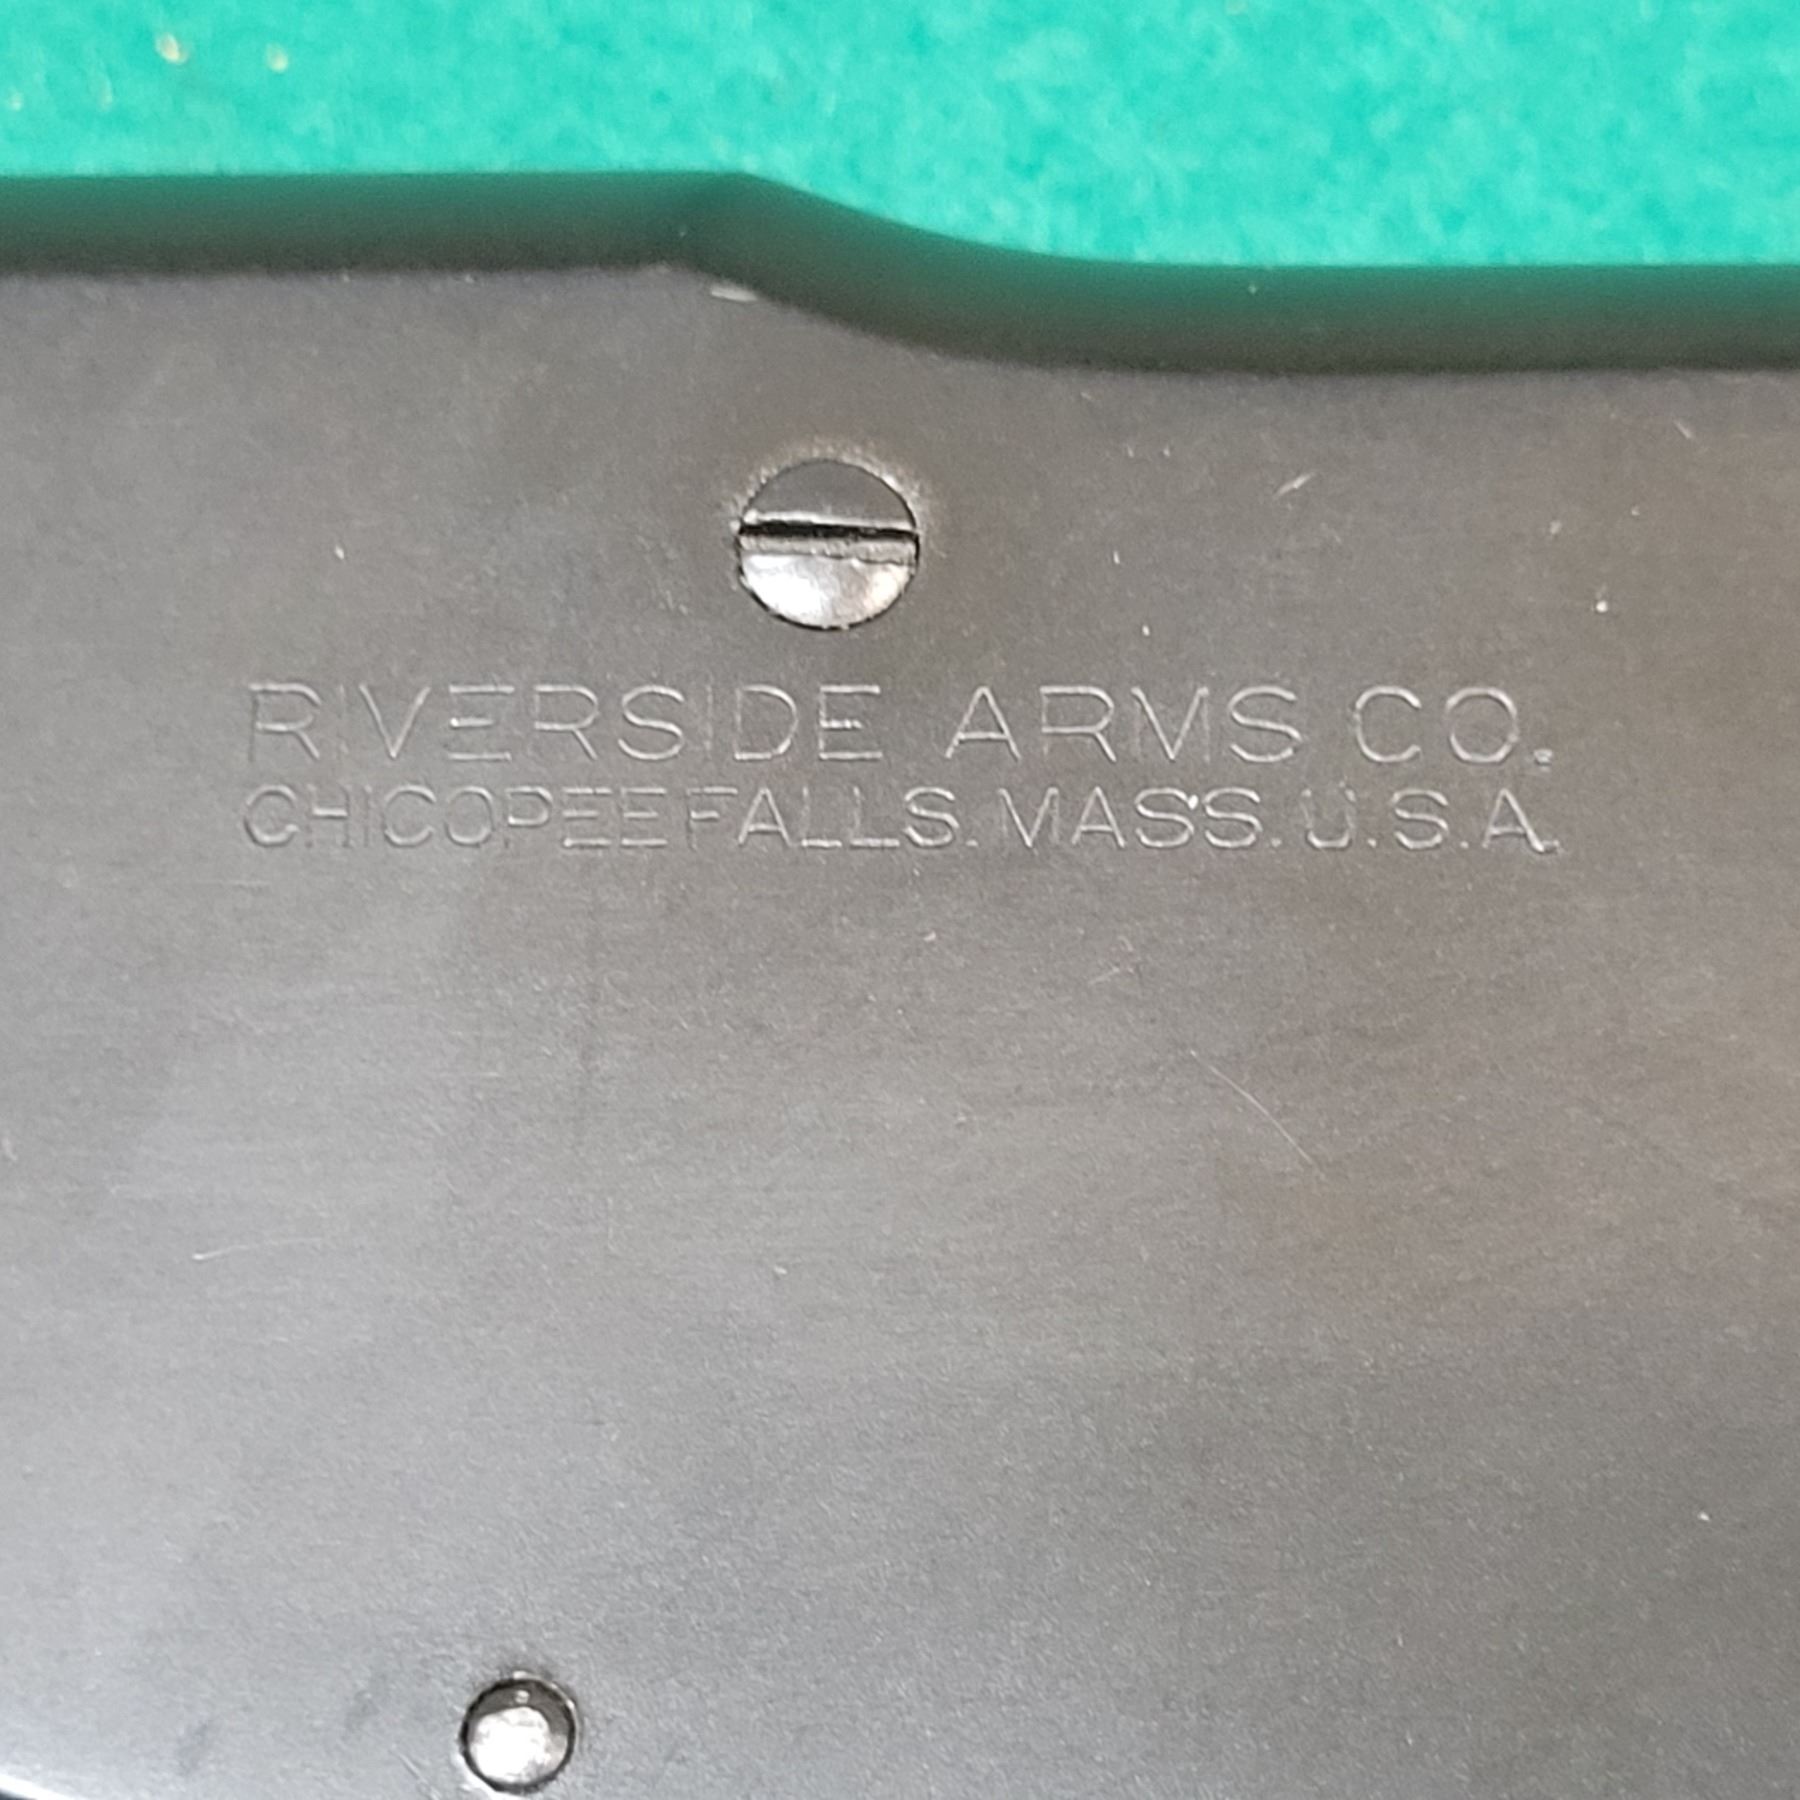 RIVERSIDE ARMS CO.
CHICOPEE FALLS. MASS. U.S.A.